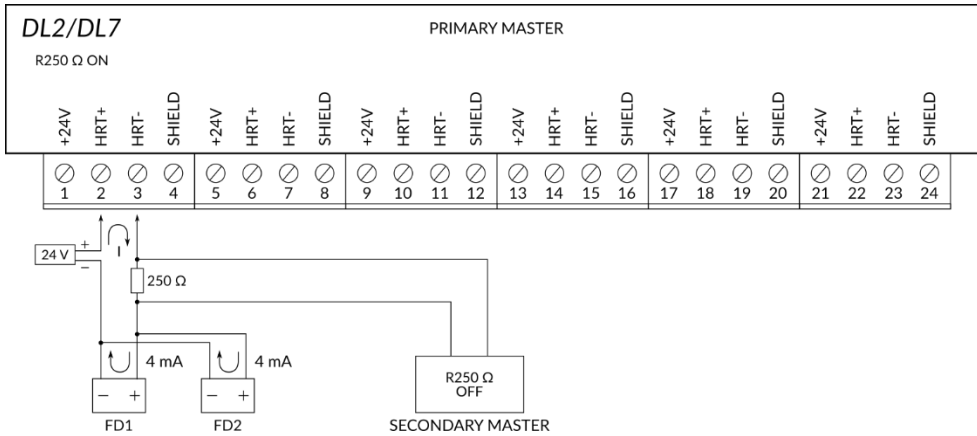 DL2/DL7
PRIMARY MASTER
R250 Ω ON
+24V HRT+ HRT- SHIELD +24V HRT+ HRT- SHIELD +24V HRT+ HRT- SHIELD +24V HRT+ HRT- SHIELD +24V HRT+ HRT- SHIELD +24V HRT+ HRT- SHIELD
1 2 3 4 5 6 7 8 9 10 11 12 13 14 15 16 17 18 19 20 21 22 23 24
24 V + − I
250 Ω
4 mA 4 mA
− + − +
R250 Ω
OFF
FD1 FD2 SECONDARY MASTER